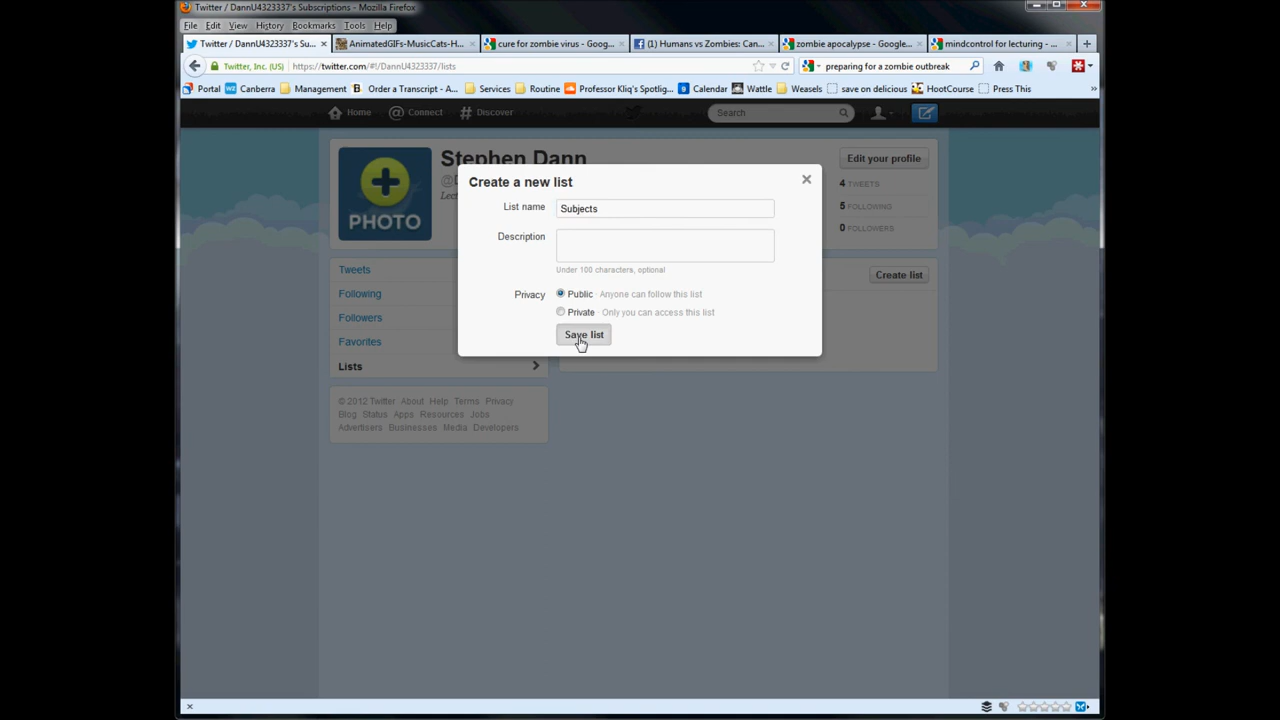 Twitter / DannU4323337's Subscriptions - Mozilla Firefox
File Edit View History Bookmarks Tools Help
Twitter / DannU4323337's Su... AnimatedGIFs-MusicCats-H... cure for zombie virus - Goog... (1) Humans vs Zombies: Can... zombie apocalypse - Google... mindcontrol for lecturing - ...
Twitter, Inc. (US) https://twitter.com/#!/DannU4323337/lists preparing for a zombie outbreak
Portal Canberra Management Order a Transcript - A... Services Routine Professor Kliq's Spotlig... Calendar Wattle Weasels save on delicious HootCourse Press This
Home Connect Discover Search
Stephen Dann
Edit your profile
PHOTO
4 TWEETS
5 FOLLOWING
0 FOLLOWERS
Create a new list
List name Subjects
Description
Under 100 characters, optional
Privacy Public · Anyone can follow this list
Private · Only you can access this list
Save list
Create list
Tweets
Following
Followers
Favorites
Lists
© 2012 Twitter About Help Terms Privacy
Blog Status Apps Resources Jobs
Advertisers Businesses Media Developers